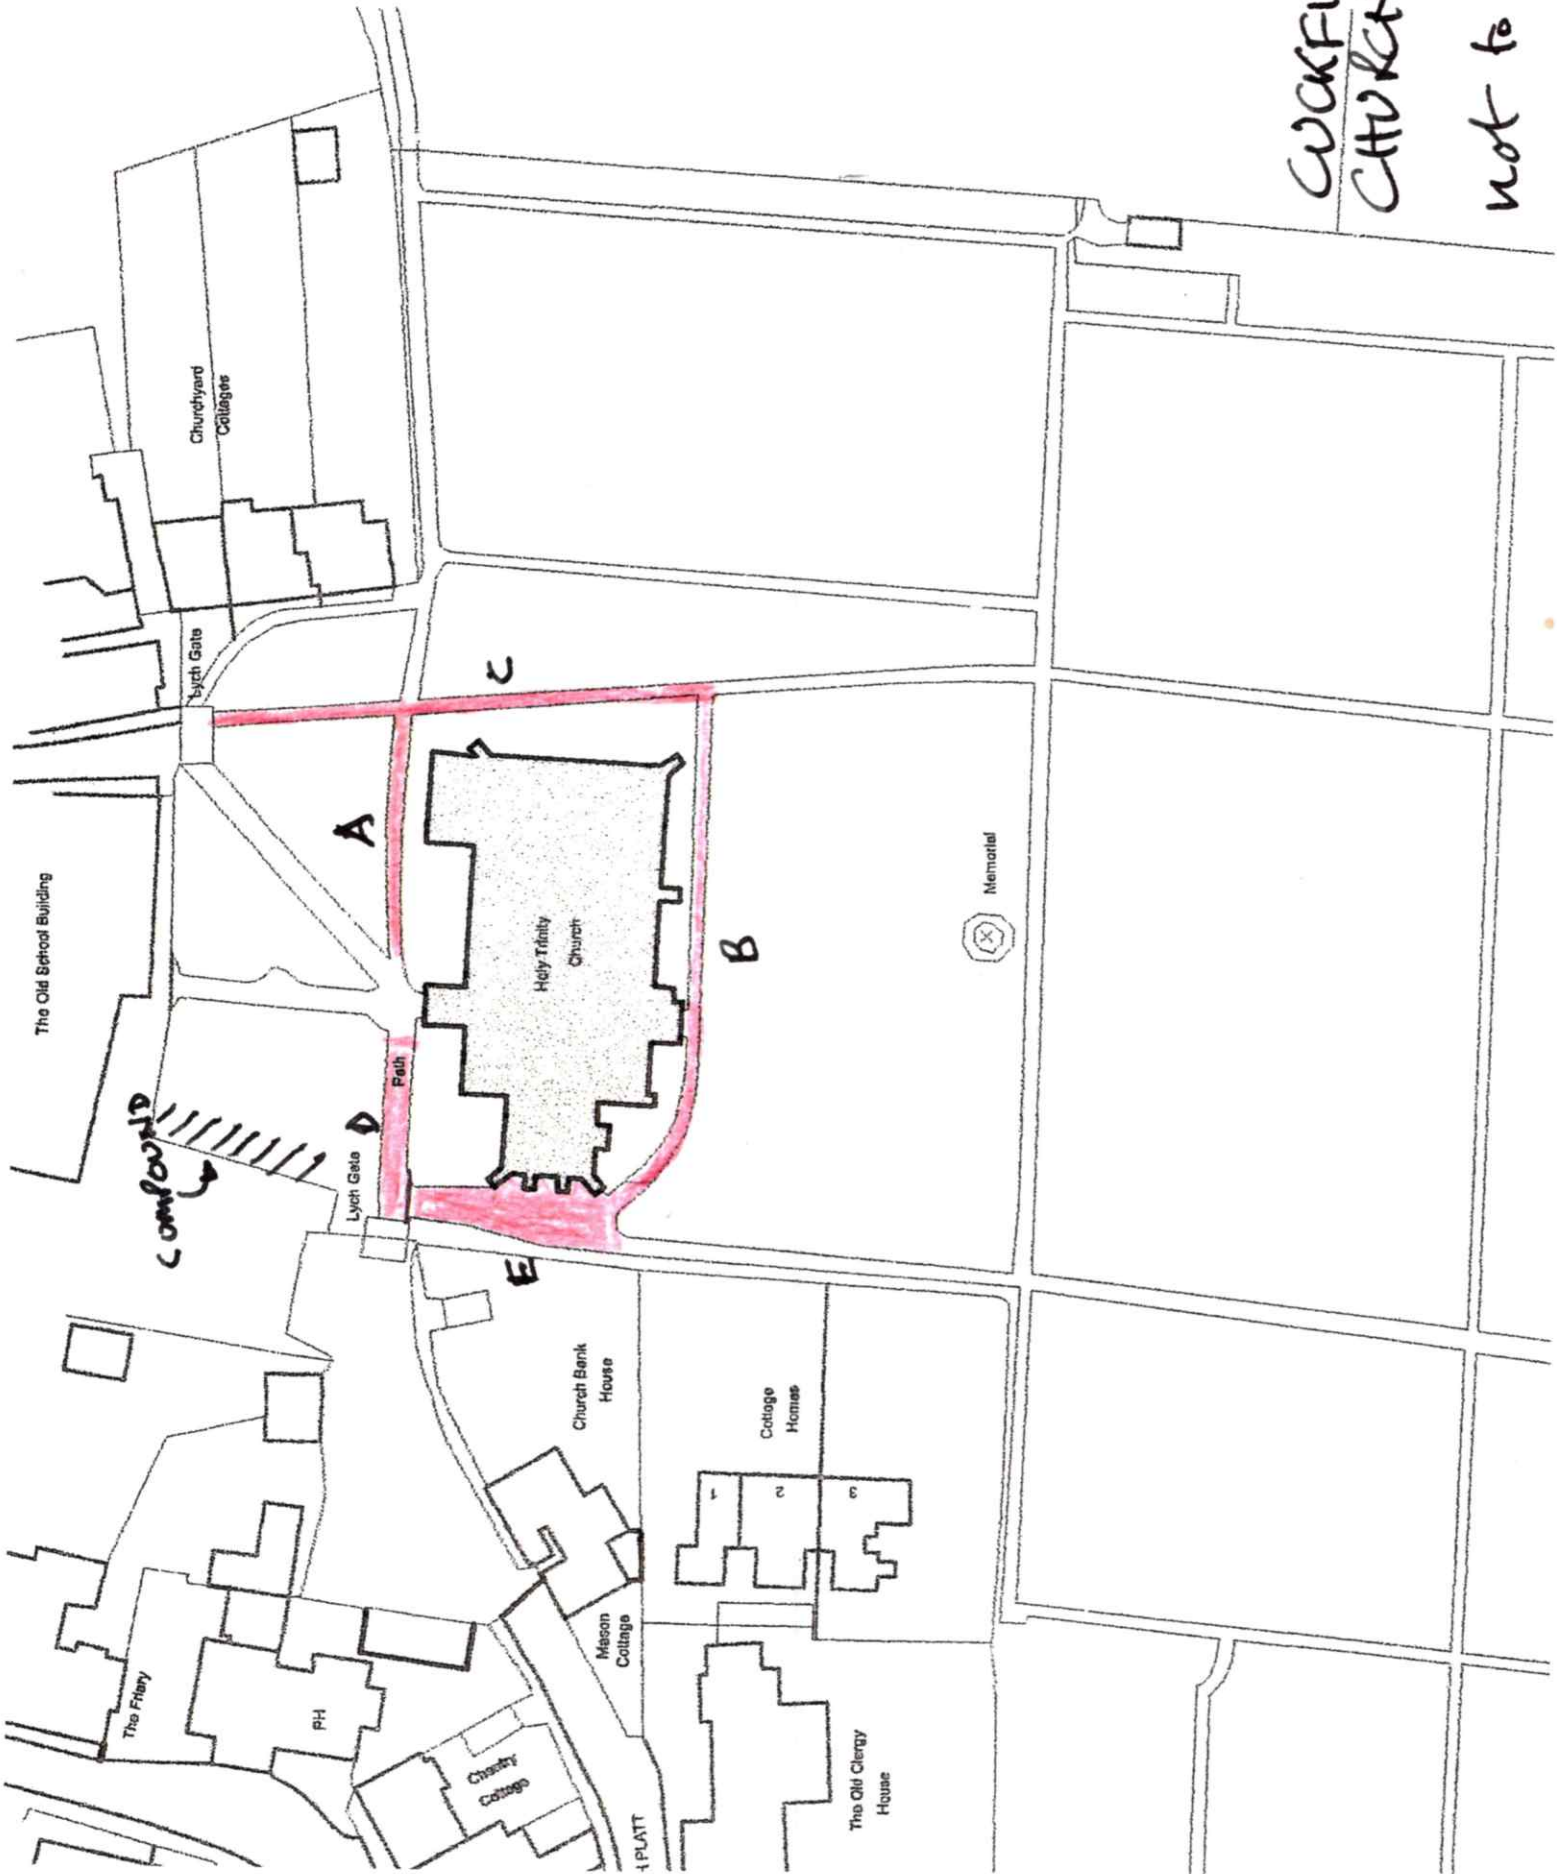 The Old School Building
The Friary
COMPOUND
Lych Gate
Churchyard
Cottages
PH
Lych Gate
D
A
Path
Chantry
Cottage
E
C
Holy Trinity
Church
Church Bank
House
Mason
Cottage
H PLATT
1
B
Cottage
Homes
2
3
The Old Clergy
House
Memorial
CUCKFI
CHURCH
not to